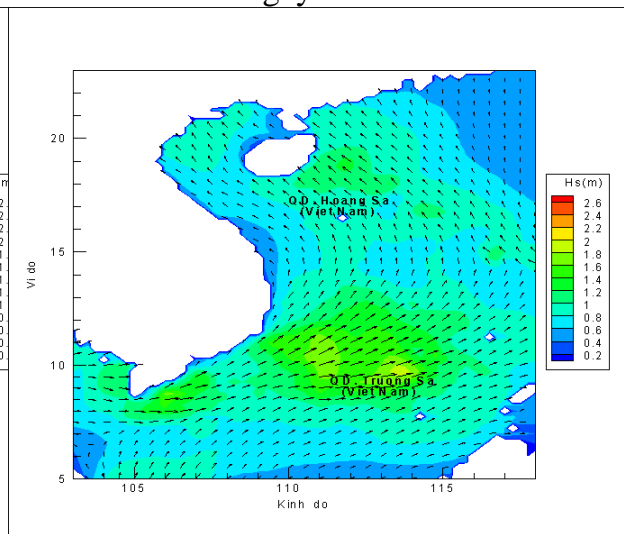 Hs(m)
2.6
2.4
2.2
2
1.8
1.6
1.4
1.2
1
0.8
0.6
0.4
0.2
20
15
10
5
Vi do
QD. Hoang Sa
(Viet Nam)
QD. Truong Sa
(Viet Nam)
105
110
115
Kinh do